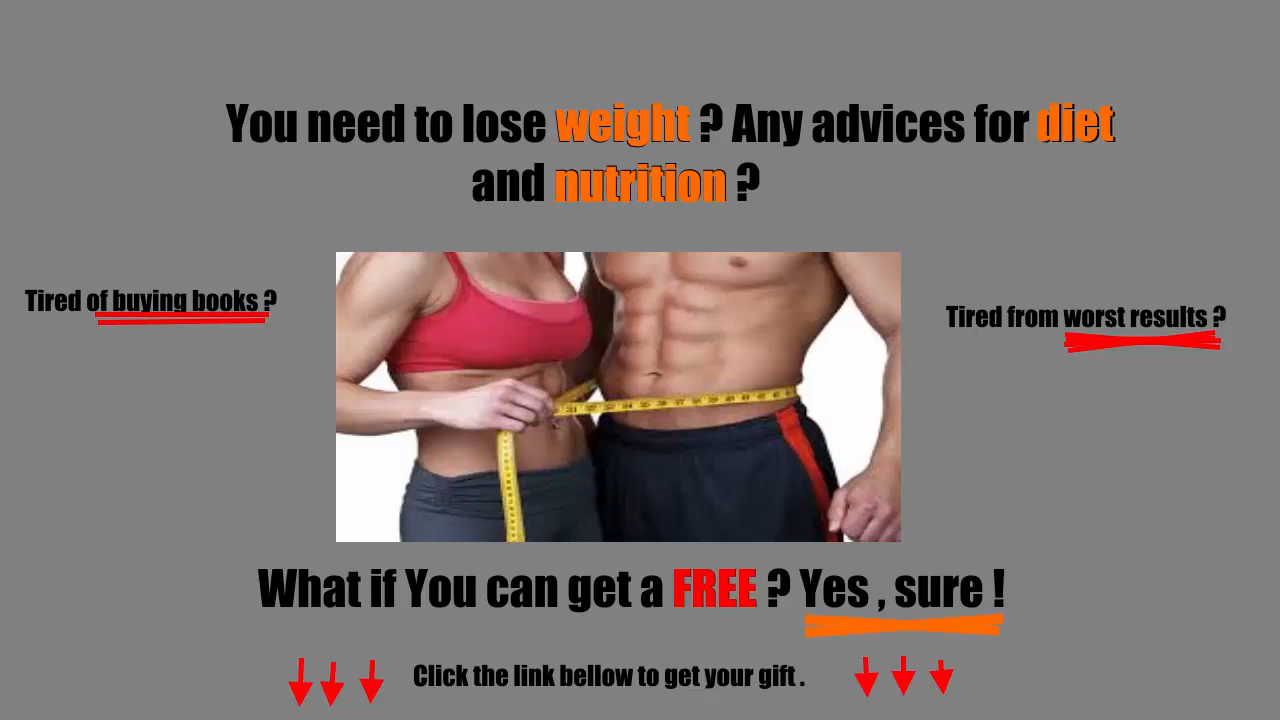 You need to lose weight ? Any advices for diet
and nutrition ?
Tired of buying books ?
Tired from worst results ?
What if You can get a FREE ? Yes , sure !
Click the link bellow to get your gift .